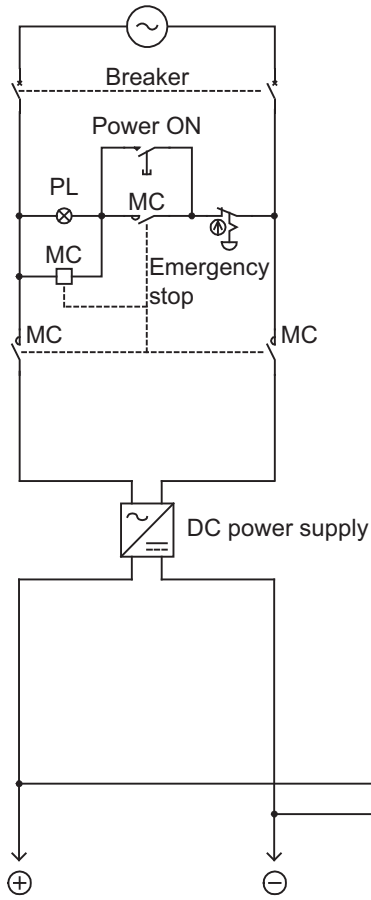 Breaker
Power ON
PL
MC
MC
Emergency
stop
MC
MC
DC power supply